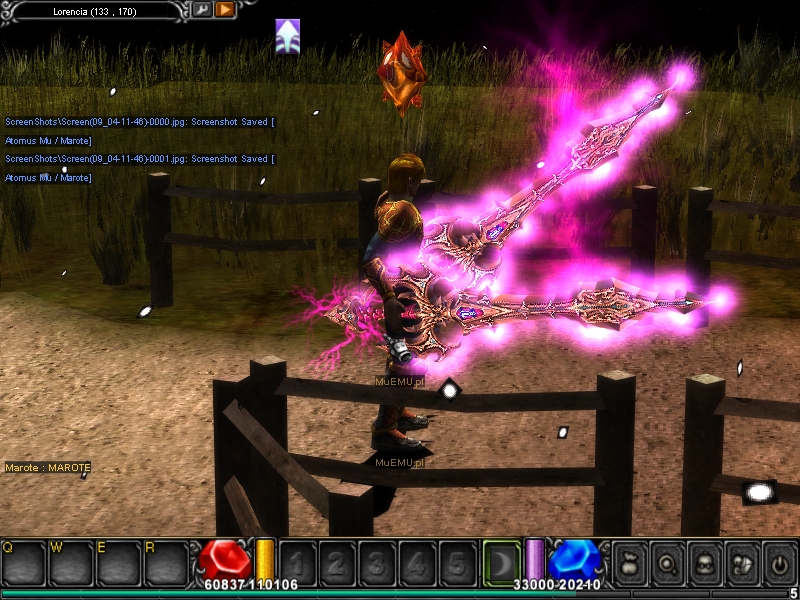 Lorencia (133 , 170)
ScreenShots\Screen(09_04-11-46)-0000.jpg: Screenshot Saved [
Atomus Mu / Marote]
ScreenShots\Screen(09_04-11-46)-0001.jpg: Screenshot Saved [
Atomus Mu / Marote]
MuEMU.pl
MuEMU.pl
Marote : MAROTE
Q W E R
1 2 3 4 5
60837 110106
33000 20210
5